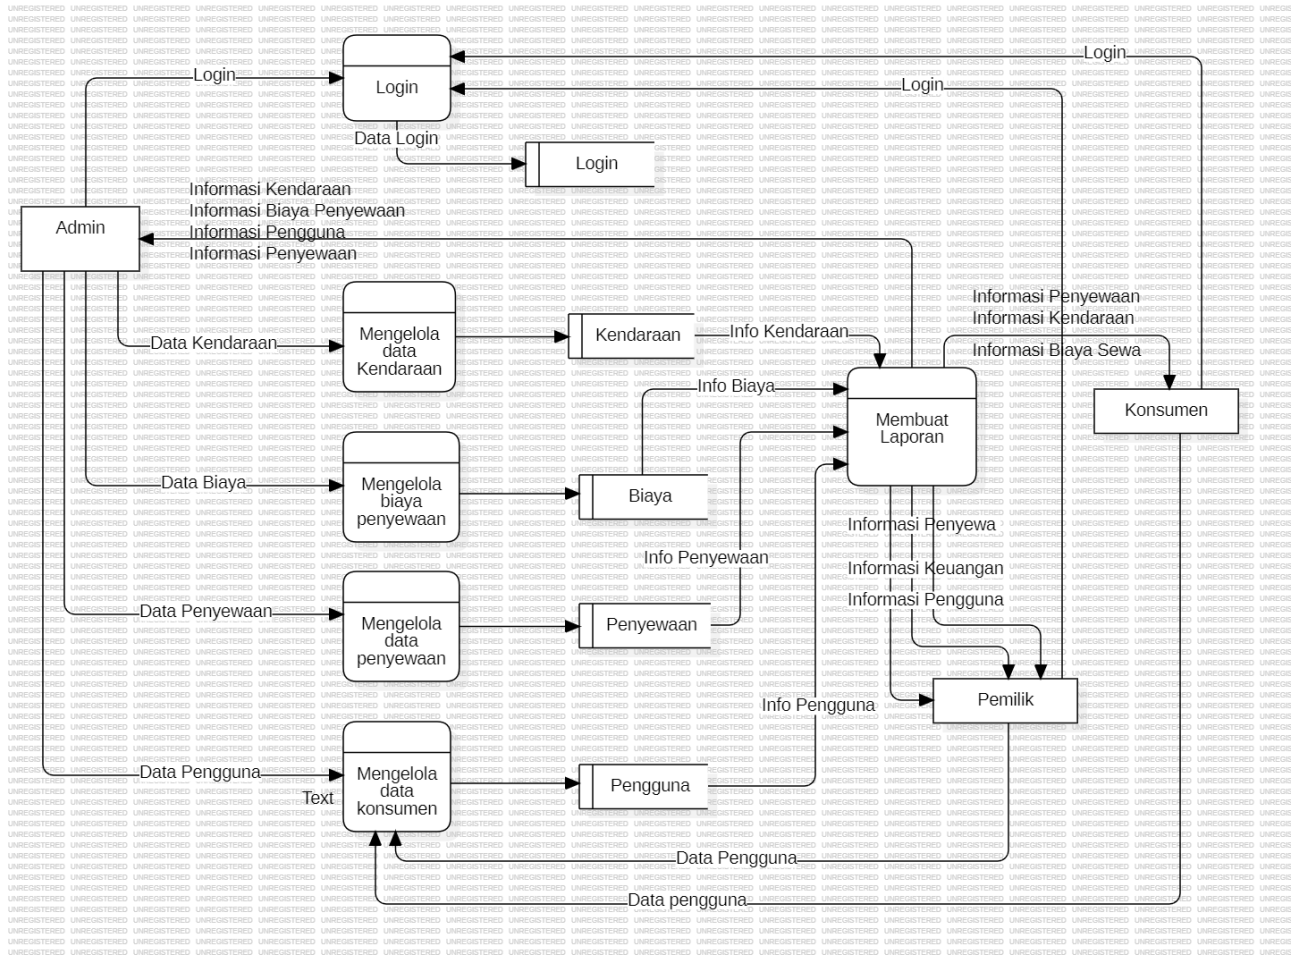 Login
Login
Login
Login
Data Login
Login
Informasi Kendaraan
Informasi Biaya Penyewaan
Informasi Pengguna
Informasi Penyewaan
Admin
Mengelola
data
Kendaraan
Data Kendaraan
Kendaraan
Info Kendaraan
Informasi Penyewaan
Informasi Kendaraan
Informasi Biaya Sewa
Info Biaya
Membuat
Laporan
Konsumen
Data Biaya
Mengelola
biaya
penyewaan
Biaya
Informasi Penyewa
Info Penyewaan
Informasi Keuangan
Informasi Pengguna
Data Penyewaan
Mengelola
data
penyewaan
Penyewaan
Info Pengguna
Pemilik
Data Pengguna
Text
Mengelola
data
konsumen
Pengguna
Data Pengguna
Data pengguna
UNREGISTERED